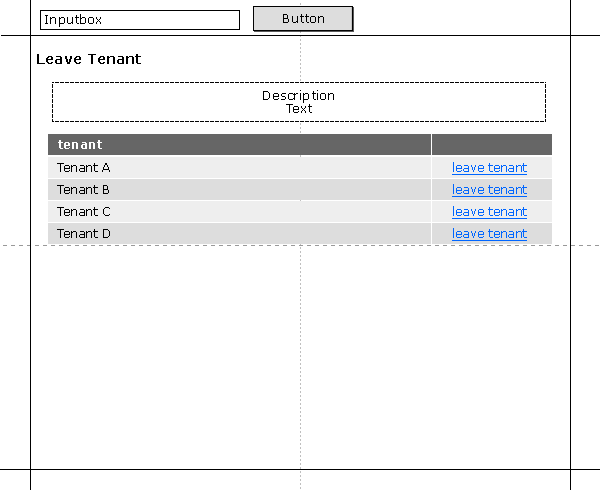 Inputbox
Button
Leave Tenant
Description
Text
tenant
Tenant A leave tenant
Tenant B leave tenant
Tenant C leave tenant
Tenant D leave tenant